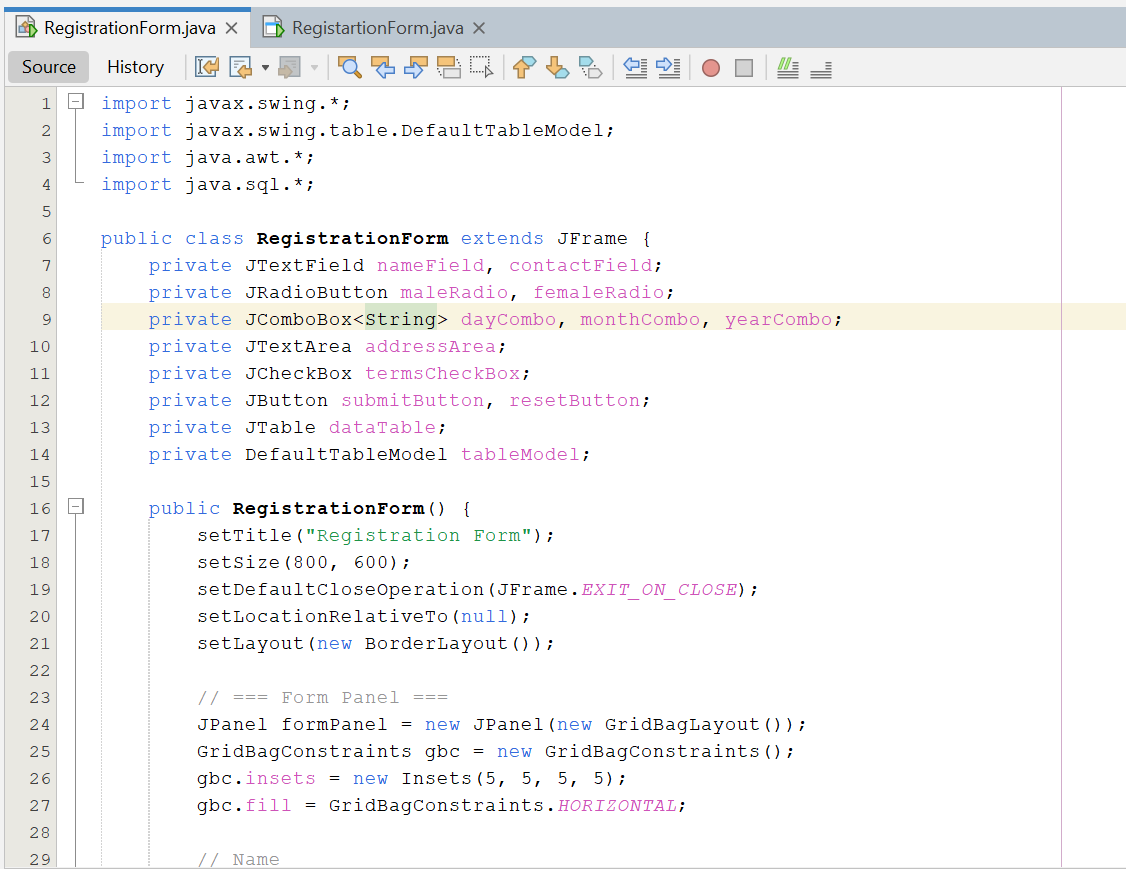 RegistrationForm.java RegistartionForm.java
Source History
1 import javax.swing.*;
2 import javax.swing.table.DefaultTableModel;
3 import java.awt.*;
4 import java.sql.*;
5
6 public class RegistrationForm extends JFrame {
7 private JTextField nameField, contactField;
8 private JRadioButton maleRadio, femaleRadio;
9 private JComboBox<String> dayCombo, monthCombo, yearCombo;
10 private JTextArea addressArea;
11 private JCheckBox termsCheckBox;
12 private JButton submitButton, resetButton;
13 private JTable dataTable;
14 private DefaultTableModel tableModel;
15
16 public RegistrationForm() {
17 setTitle("Registration Form");
18 setSize(800, 600);
19 setDefaultCloseOperation(JFrame.EXIT_ON_CLOSE);
20 setLocationRelativeTo(null);
21 setLayout(new BorderLayout());
22
23 // === Form Panel ===
24 JPanel formPanel = new JPanel(new GridBagLayout());
25 GridBagConstraints gbc = new GridBagConstraints();
26 gbc.insets = new Insets(5, 5, 5, 5);
27 gbc.fill = GridBagConstraints.HORIZONTAL;
28
29 // Name